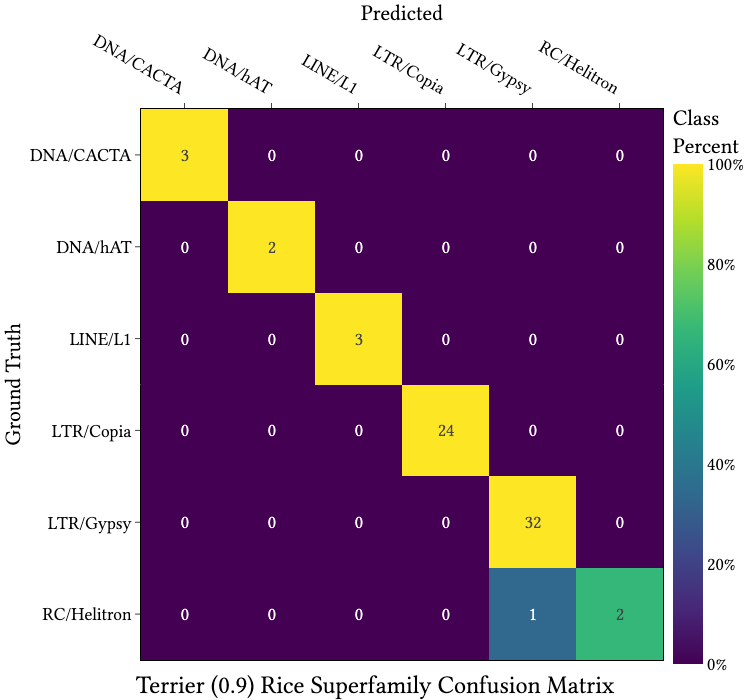 Predicted
DNA/CACTA
DNA/hAT
LINE/L1
LTR/Copia
LTR/Gypsy
RC/Helitron
Class
Percent
100%
80%
60%
40%
20%
0%
Ground Truth
DNA/CACTA 3 0 0 0 0 0
DNA/hAT 0 2 0 0 0 0
LINE/L1 0 0 3 0 0 0
LTR/Copia 0 0 0 24 0 0
LTR/Gypsy 0 0 0 0 32 0
RC/Helitron 0 0 0 0 1 2
Terrier (0.9) Rice Superfamily Confusion Matrix